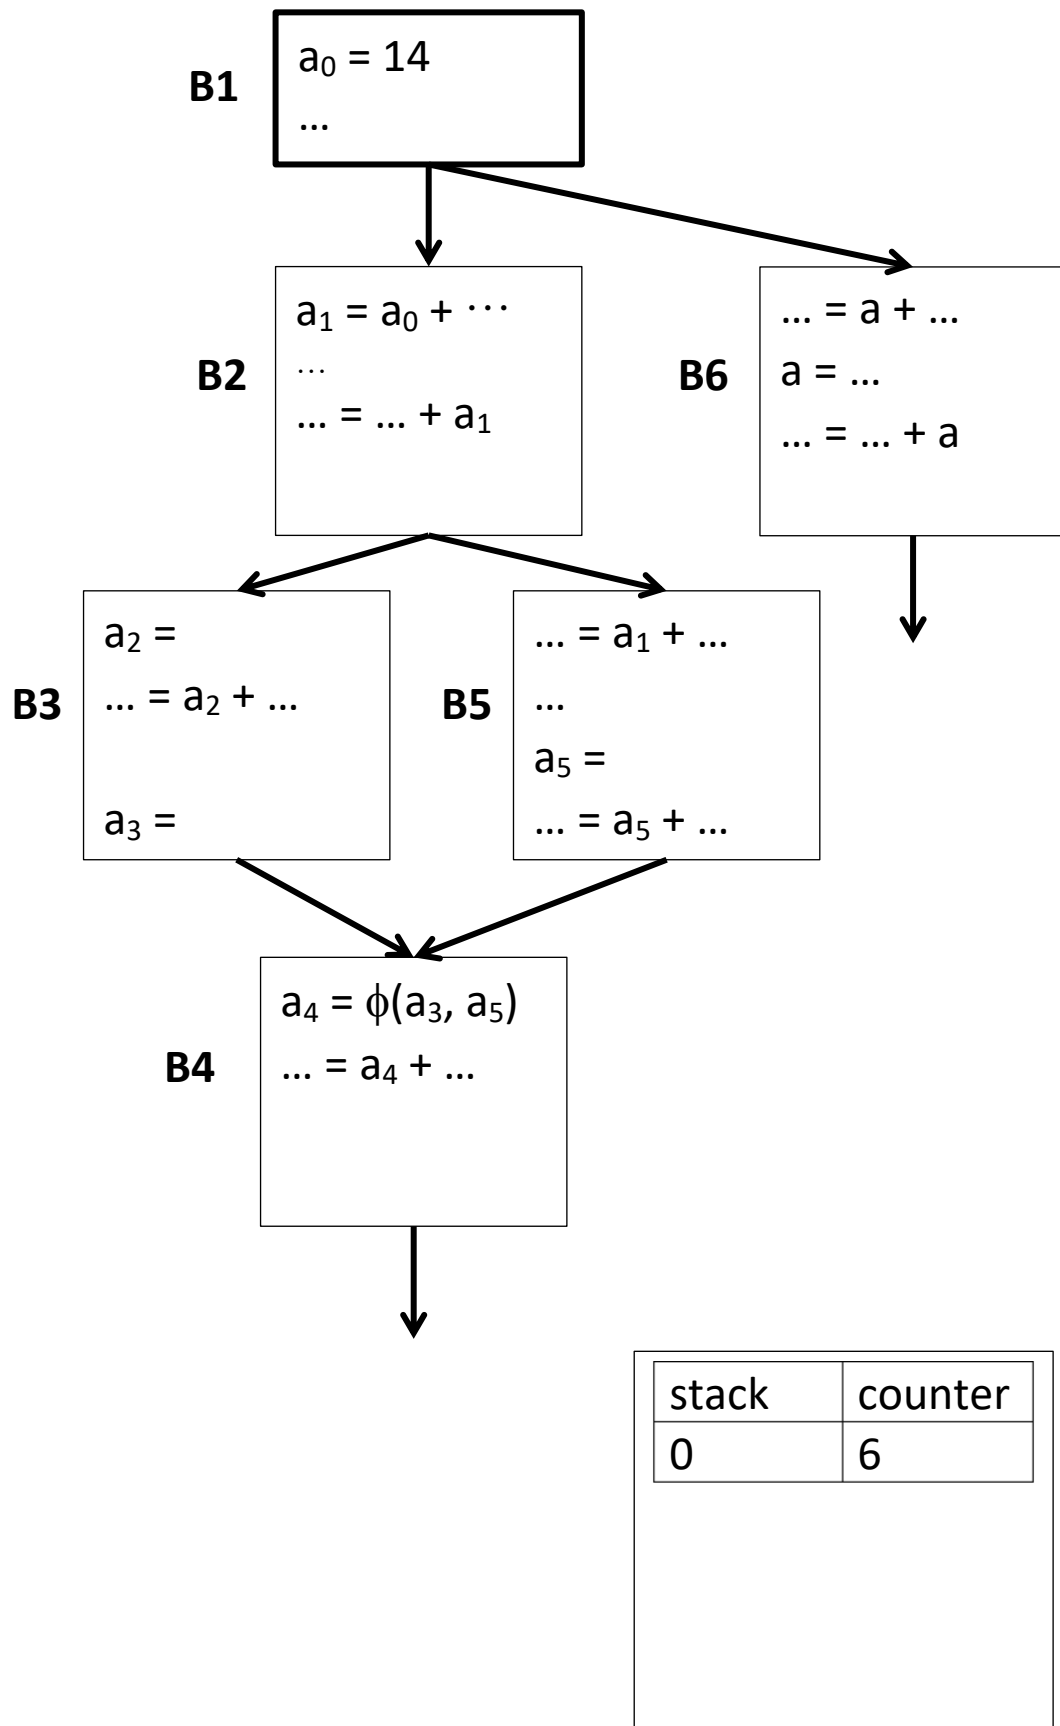 B1
a₀ = 14
...
B2
a₁ = a₀ + ⋯
...
... = ... + a₁
B6
... = a + ...
a = ...
... = ... + a
B3
a₂ =
... = a₂ + ...
a₃ =
B5
... = a₁ + ...
...
a₅ =
... = a₅ + ...
B4
a₄ = ϕ(a₃, a₅)
... = a₄ + ...
stack counter
0 6